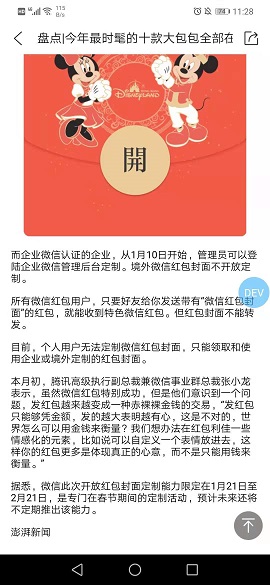 115
B/s
11:28
盘点|今年最时髦的十款大包包全部在
DISNEYLAND
開
而企业微信认证的企业，从1月10日开始，管理员可以登
陆企业微信管理后台定制。境外微信红包封面不开放定
制。
所有微信红包用户，只要好友给你发送带有“微信红包封
面”的红包，就能收到特色微信红包。但红包封面不能转
发。
DEV
目前，个人用户无法定制微信红包封面，只能领取和使
用企业或境外定制的红包封面。
本月初，腾讯高级执行副总裁兼微信事业群总裁张小龙
表示，虽然微信红包特别成功，但是他们意识到一个问
题，发红包越来越变成一种赤裸裸金钱的交易，“发红包
只能够凭金额，发的越大表明越有心，这是不对的，世
界怎么可以用金钱来衡量？我们想办法在红包利佳一些
情感化的元素，比如说可以自定义一个表情放进去，这
样你的红包更多是体现真正的心意，而不是只能用钱来
衡量。”
据悉，微信此次开放红包封面定制能力限定在1月21日至
2月21日，是专门在春节期间的定制活动，预计未来还将
不定期推出该能力。
澎湃新闻